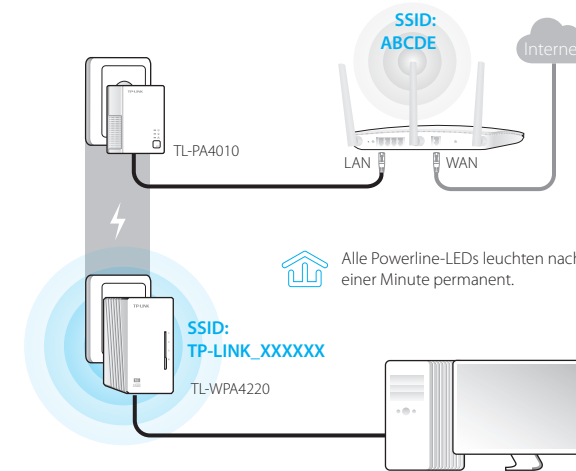 SSID:
ABCDE
Interne
TP-LINK
TL-PA4010
LAN
WAN
Alle Powerline-LEDs leuchten nach
einer Minute permanent.
TP-LINK
SSID:
TP-LINK_XXXXXX
TL-WPA4220